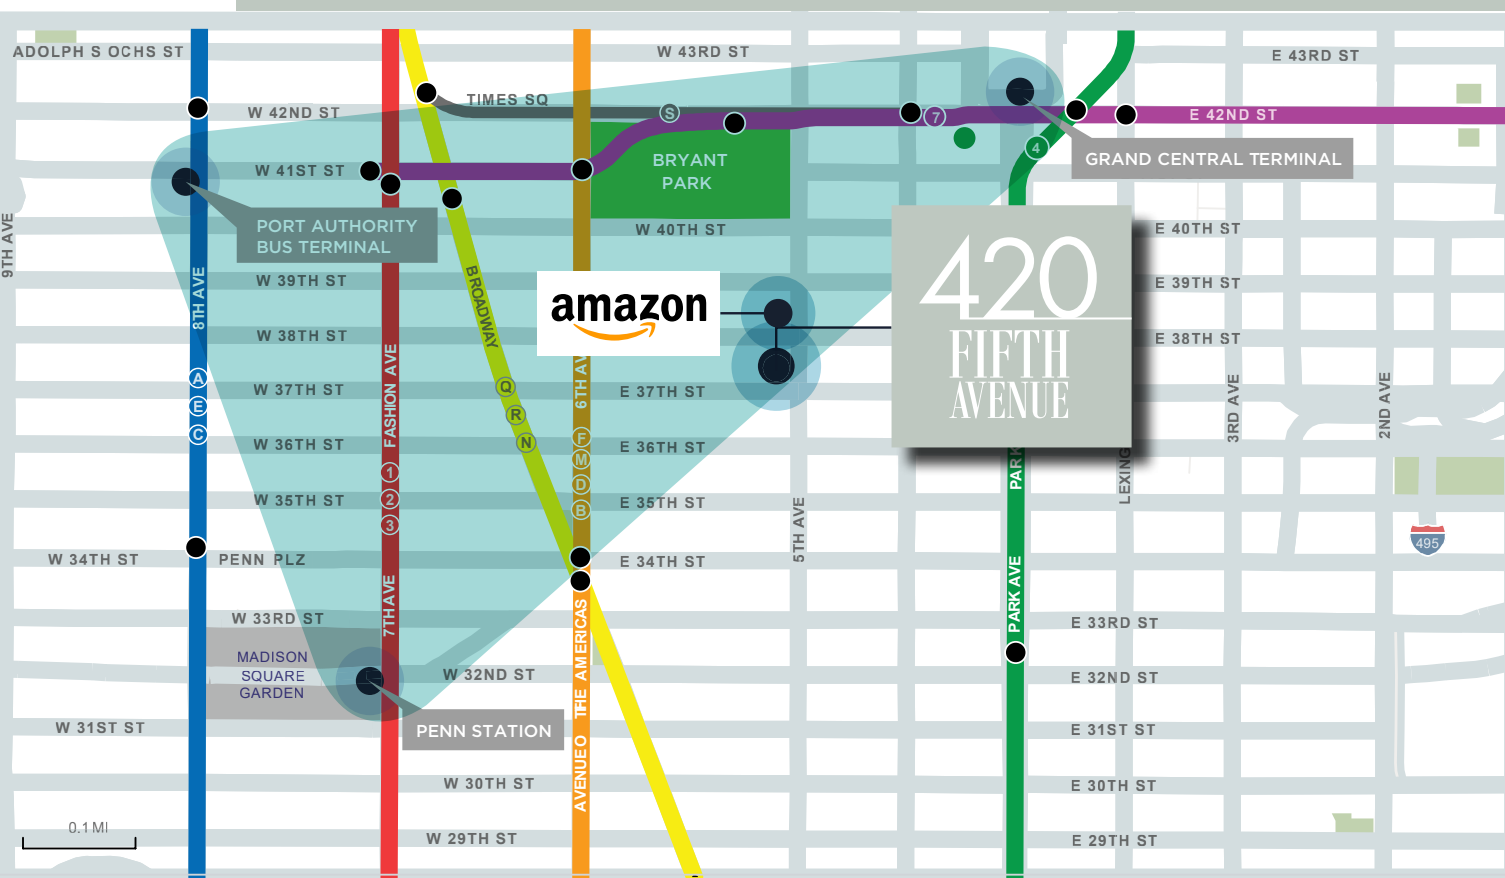 ADOLPH S OCHS ST
W 43RD ST
E 43RD ST
TIMES SQ
W 42ND ST
S
7
E 42ND ST
4
GRAND CENTRAL TERMINAL
W 41ST ST
BRYANT
PARK
PORT AUTHORITY
BUS TERMINAL
9TH AVE
W 40TH ST
E 40TH ST
W 39TH ST
E 39TH ST
8TH AVE
BROADWAY
amazon
420
FIFTH
AVENUE
W 38TH ST
E 38TH ST
FASHION AVE
6TH AV
A
E
C
W 37TH ST
Q
R
N
E 37TH ST
3RD AVE
2ND AVE
W 36TH ST
F
M
D
B
E 36TH ST
PARK
LEXING
1
2
3
W 35TH ST
E 35TH ST
5TH AVE
495
W 34TH ST
PENN PLZ
E 34TH ST
7TH AVE
PARK AVE
W 33RD ST
E 33RD ST
MADISON
SQUARE
GARDEN
W 32ND ST
E 32ND ST
AVENUE O THE AMERICAS
W 31ST ST
PENN STATION
E 31ST ST
W 30TH ST
E 30TH ST
0.1 MI
W 29TH ST
E 29TH ST